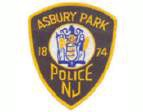 ASBURY PARK
18 74
POLICE
NJ